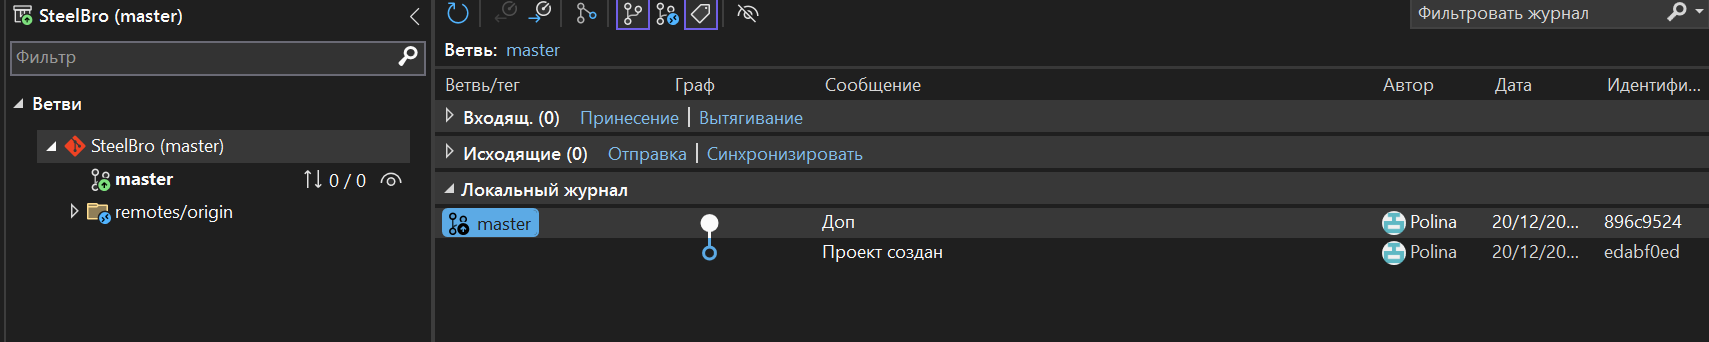 SteelBro (master)
Фильтр
Ветви
SteelBro (master)
master 0 / 0
remotes/origin
Фильтровать журнал
Ветвь: master
Ветвь/тег Граф Сообщение Автор Дата Идентифи...
Входящ. (0) Принесение | Вытягивание
Исходящие (0) Отправка | Синхронизировать
Локальный журнал
master Доп Polina 20/12/20... 896c9524
Проект создан Polina 20/12/20... edabf0ed